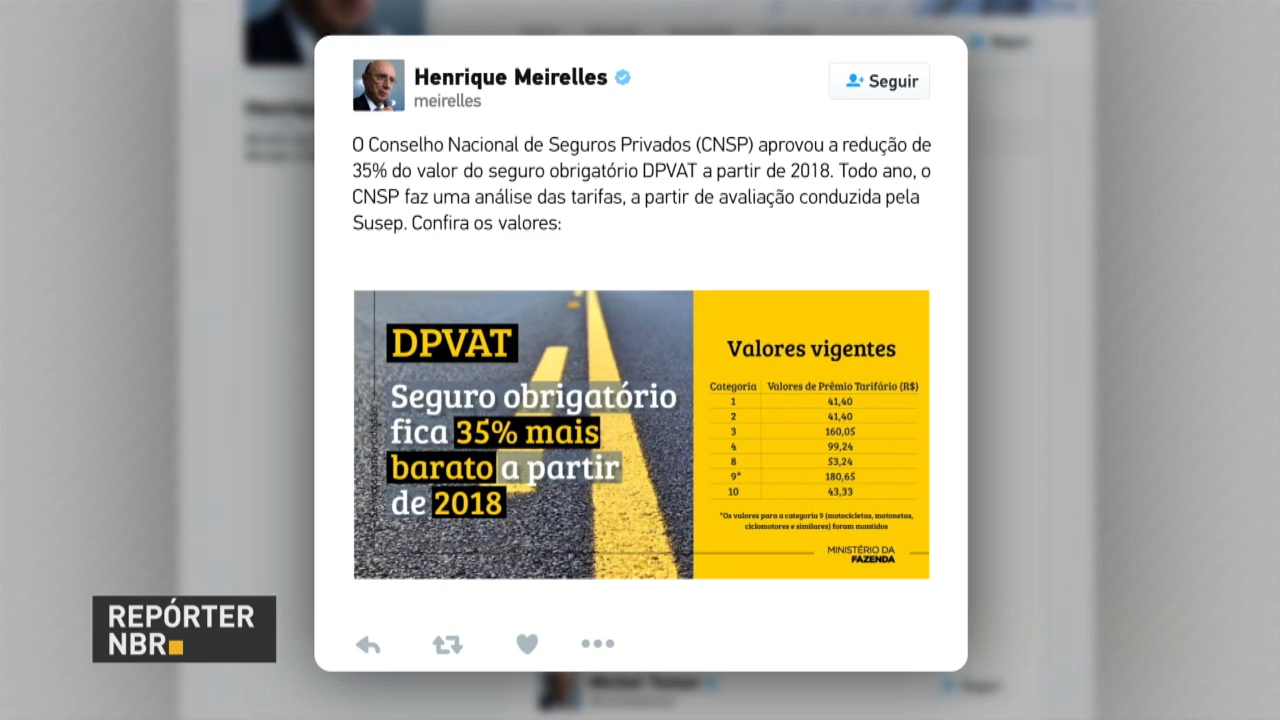 Henrique Meirelles
meirelles
Seguir
O Conselho Nacional de Seguros Privados (CNSP) aprovou a redução de
35% do valor do seguro obrigatório DPVAT a partir de 2018. Todo ano, o
CNSP faz uma análise das tarifas, a partir de avaliação conduzida pela
Susep. Confira os valores:
DPVAT
Seguro obrigatório
fica 35% mais
barato a partir
de 2018
Valores vigentes
Categoria Valores de Prêmio Tarifário (R$)
1 41,40
2 41,40
3 160,05
4 99,24
8 53,24
9* 180,65
10 43,33
*Os valores para a categoria 9 (motocicletas, motonetas,
ciclomotores e similares) foram mantidos
MINISTÉRIO DA
FAZENDA
REPÓRTER
NBR